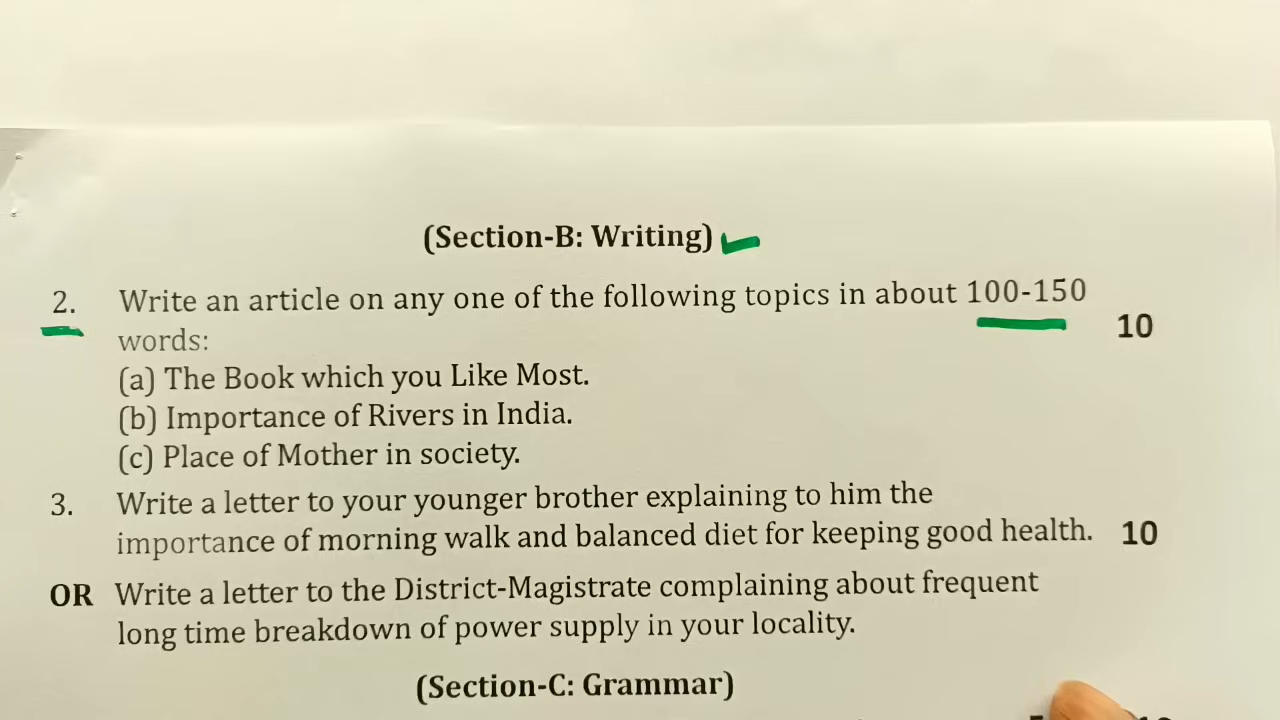 (Section-B: Writing)
2. Write an article on any one of the following topics in about 100-150
words: 10
(a) The Book which you Like Most.
(b) Importance of Rivers in India.
(c) Place of Mother in society.
3. Write a letter to your younger brother explaining to him the
importance of morning walk and balanced diet for keeping good health. 10
OR Write a letter to the District-Magistrate complaining about frequent
long time breakdown of power supply in your locality.
(Section-C: Grammar)